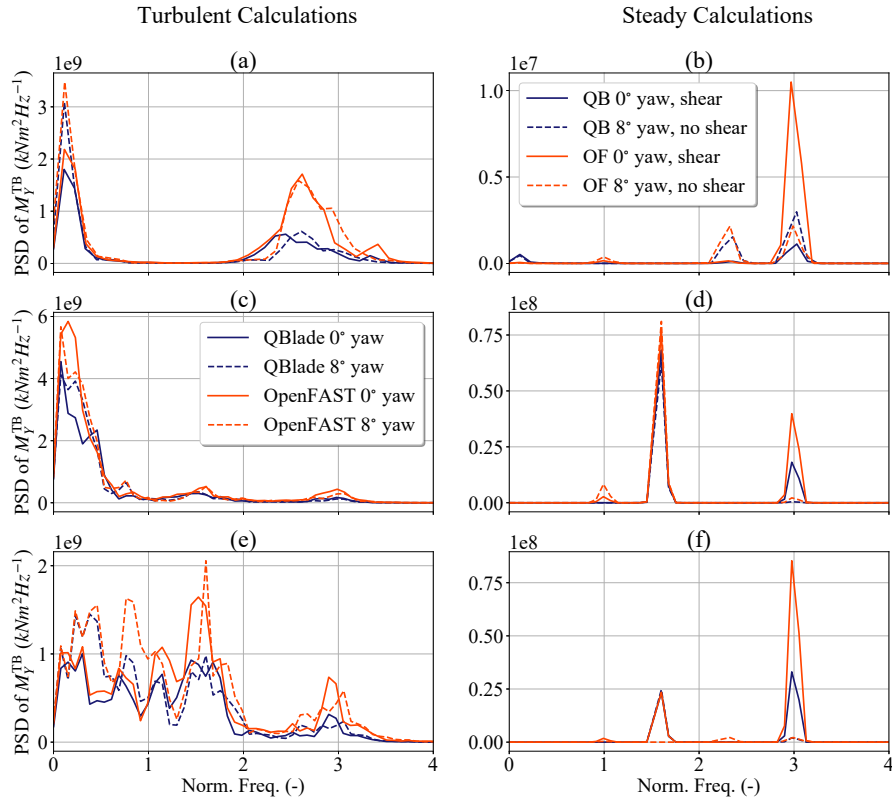 Turbulent Calculations
Steady Calculations
1e9
(a)
PSD of M_Y^TB (kNm²Hz⁻¹)
3
2
1
0
1e7
(b)
1.0
0.5
0.0
QB 0° yaw, shear
QB 8° yaw, no shear
OF 0° yaw, shear
OF 8° yaw, no shear
1e9
(c)
PSD of M_Y^TB (kNm²Hz⁻¹)
6
4
2
0
QBlade 0° yaw
QBlade 8° yaw
OpenFAST 0° yaw
OpenFAST 8° yaw
1e8
(d)
0.75
0.50
0.25
0.00
1e9
(e)
PSD of M_Y^TB (kNm²Hz⁻¹)
2
1
0
0 1 2 3 4
Norm. Freq. (-)
1e8
(f)
0.75
0.50
0.25
0.00
0 1 2 3 4
Norm. Freq. (-)